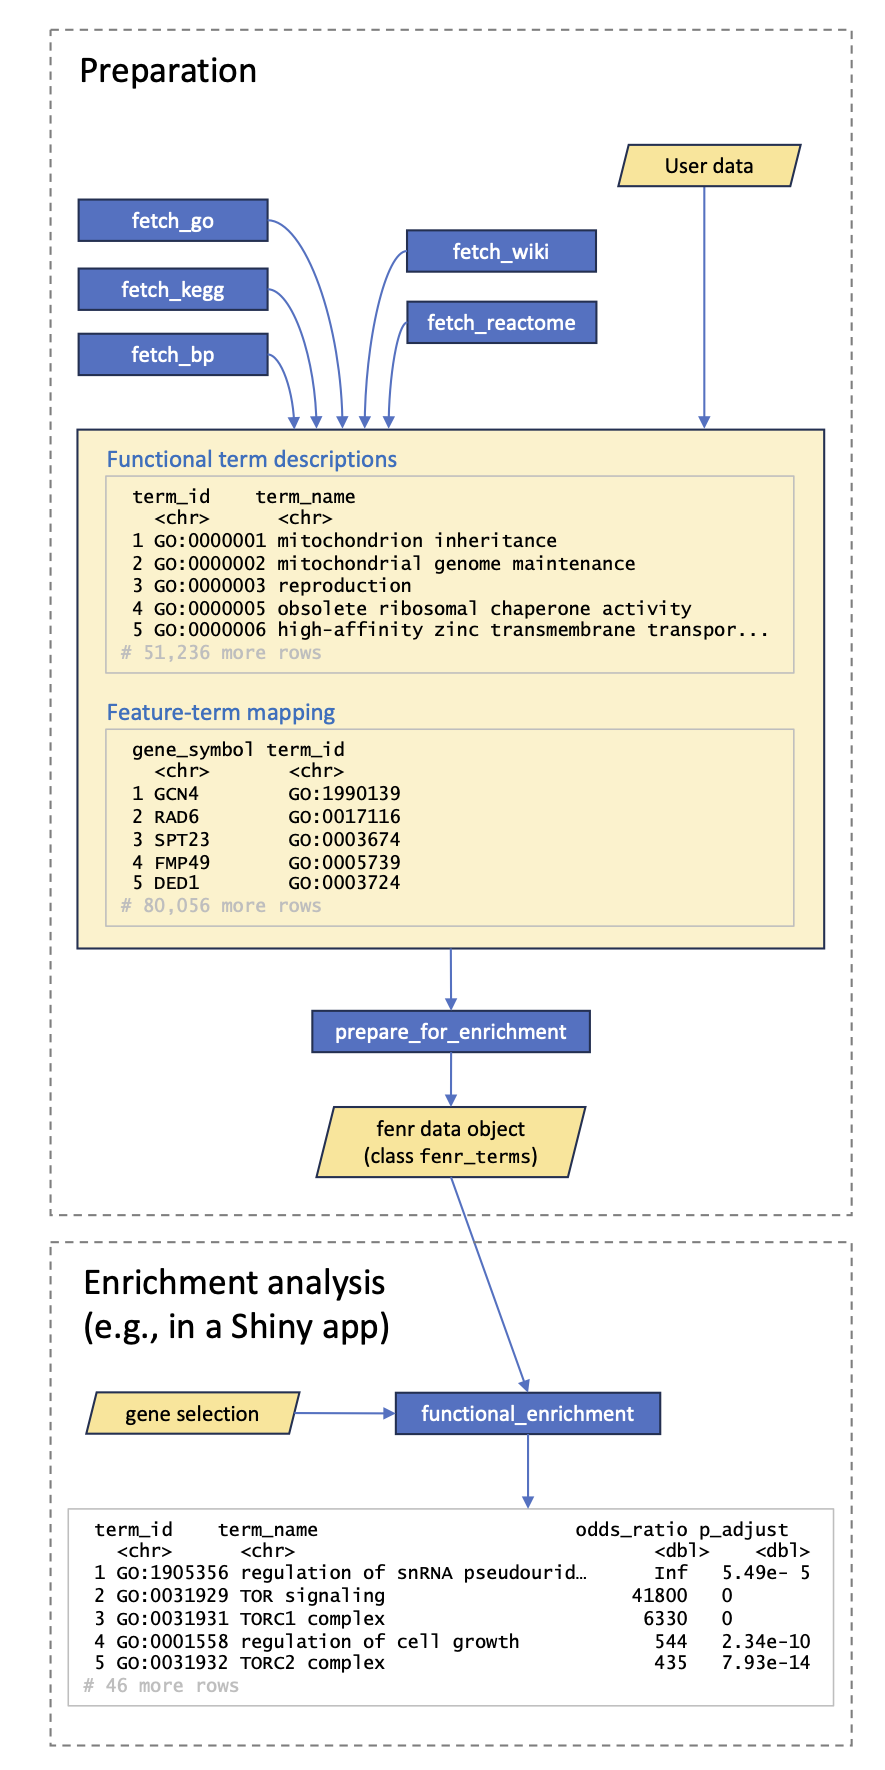 Preparation
User data
fetch_go
fetch_wiki
fetch_kegg
fetch_reactome
fetch_bp
Functional term descriptions
term_id    term_name
<chr>      <chr>
1 GO:0000001 mitochondrion inheritance
2 GO:0000002 mitochondrial genome maintenance
3 GO:0000003 reproduction
4 GO:0000005 obsolete ribosomal chaperone activity
5 GO:0000006 high-affinity zinc transmembrane transpor...
# 51,236 more rows
Feature-term mapping
gene_symbol term_id
<chr>       <chr>
1 GCN4        GO:1990139
2 RAD6        GO:0017116
3 SPT23       GO:0003674
4 FMP49       GO:0005739
5 DED1        GO:0003724
# 80,056 more rows
prepare_for_enrichment
fenr data object
(class fenr_terms)
Enrichment analysis
(e.g., in a Shiny app)
gene selection
functional_enrichment
term_id    term_name                       odds_ratio p_adjust
<chr>      <chr>                                <dbl>    <dbl>
1 GO:1905356 regulation of snRNA pseudourid…      Inf   5.49e- 5
2 GO:0031929 TOR signaling                      41800   0
3 GO:0031931 TORC1 complex                       6330   0
4 GO:0001558 regulation of cell growth            544   2.34e-10
5 GO:0031932 TORC2 complex                        435   7.93e-14
# 46 more rows